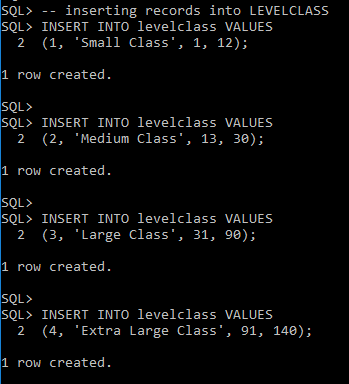 SQL> -- inserting records into LEVELCLASS
SQL> INSERT INTO levelclass VALUES
2 (1, 'Small Class', 1, 12);
1 row created.
SQL>
SQL> INSERT INTO levelclass VALUES
2 (2, 'Medium Class', 13, 30);
1 row created.
SQL>
SQL> INSERT INTO levelclass VALUES
2 (3, 'Large Class', 31, 90);
1 row created.
SQL>
SQL> INSERT INTO levelclass VALUES
2 (4, 'Extra Large Class', 91, 140);
1 row created.